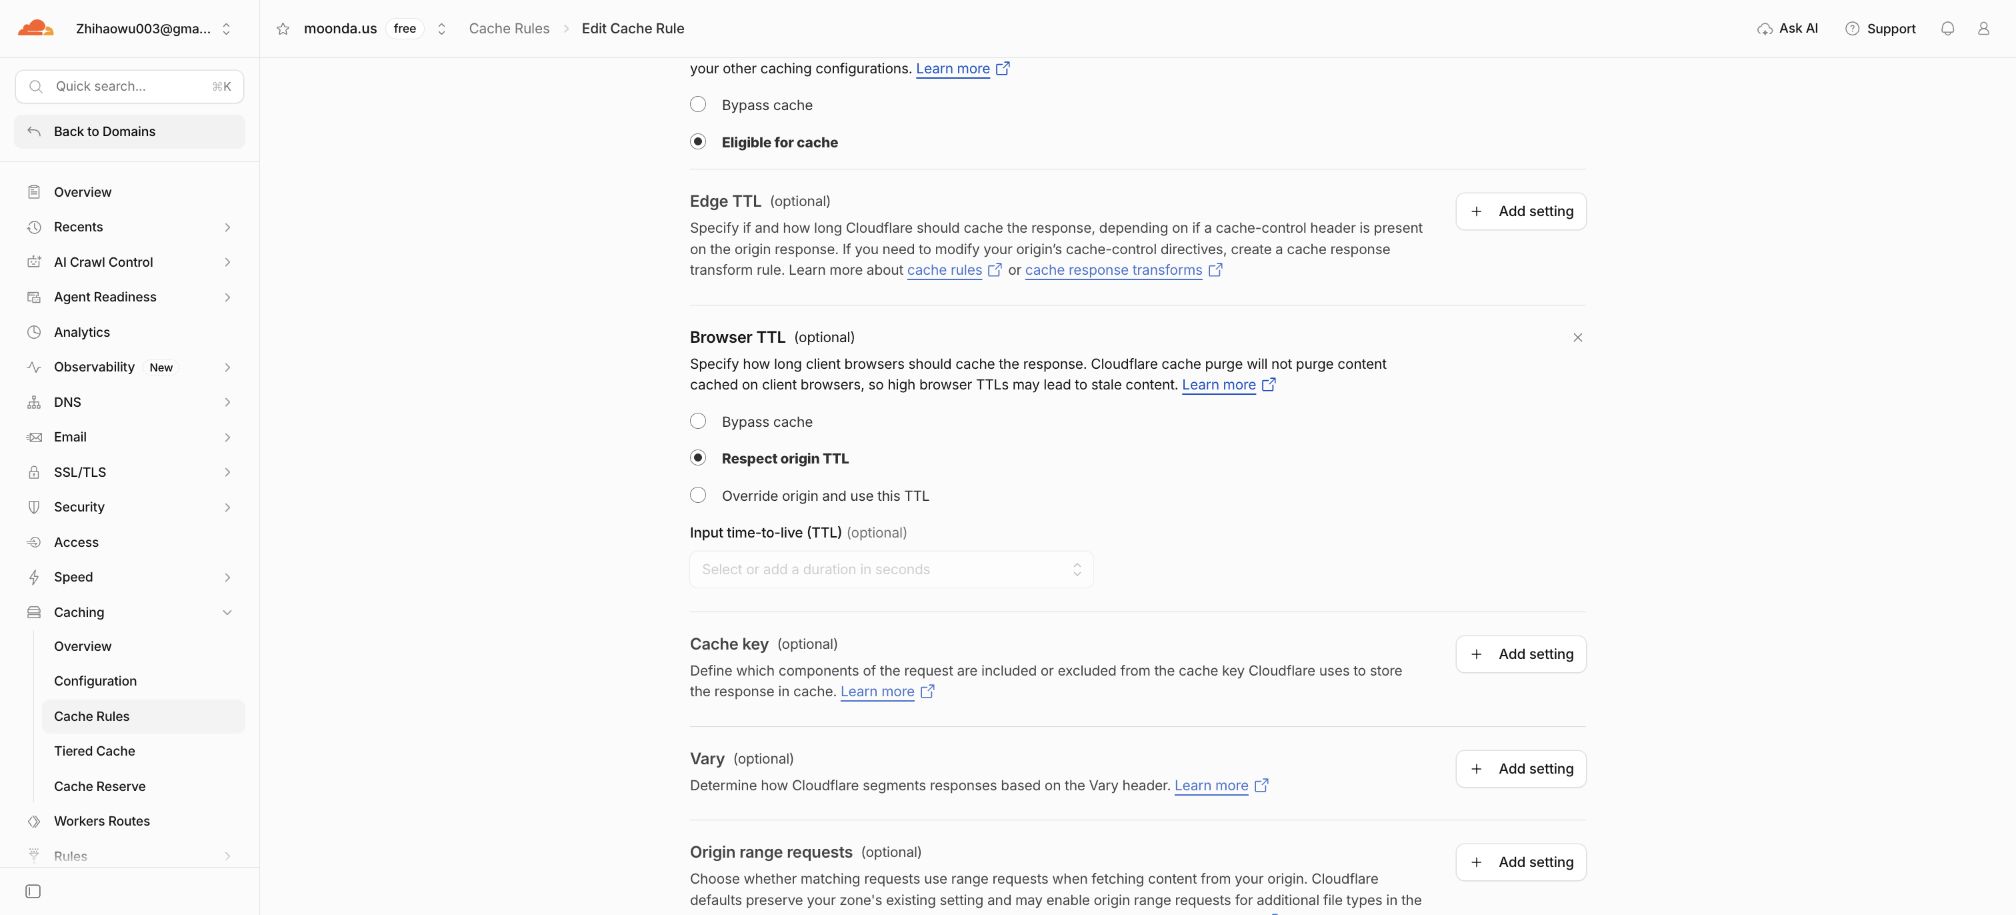 Zhihaowu003@gma...
moonda.us free Cache Rules Edit Cache Rule
Ask AI Support
Quick search... ⌘K
Back to Domains
Overview
Recents
AI Crawl Control
Agent Readiness
Analytics
Observability New
DNS
Email
SSL/TLS
Security
Access
Speed
Caching
Overview
Configuration
Cache Rules
Tiered Cache
Cache Reserve
Workers Routes
Rules
your other caching configurations. Learn more
Bypass cache
Eligible for cache
Edge TTL (optional)
Add setting
Specify if and how long Cloudflare should cache the response, depending on if a cache-control header is present
on the origin response. If you need to modify your origin’s cache-control directives, create a cache response
transform rule. Learn more about cache rules or cache response transforms
Browser TTL (optional)
Specify how long client browsers should cache the response. Cloudflare cache purge will not purge content
cached on client browsers, so high browser TTLs may lead to stale content. Learn more
Bypass cache
Respect origin TTL
Override origin and use this TTL
Input time-to-live (TTL) (optional)
Select or add a duration in seconds
Cache key (optional)
Add setting
Define which components of the request are included or excluded from the cache key Cloudflare uses to store
the response in cache. Learn more
Vary (optional)
Add setting
Determine how Cloudflare segments responses based on the Vary header. Learn more
Origin range requests (optional)
Add setting
Choose whether matching requests use range requests when fetching content from your origin. Cloudflare
defaults preserve your zone's existing setting and may enable origin range requests for additional file types in the